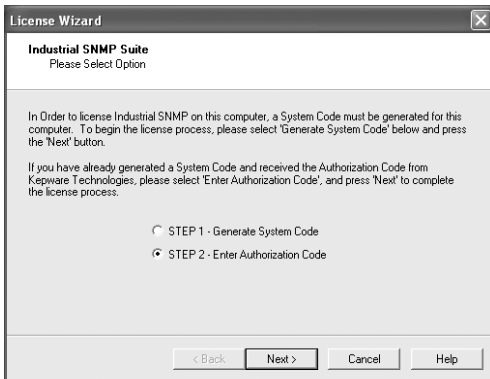 License Wizard
Industrial SNMP Suite
Please Select Option
In Order to license Industrial SNMP on this computer, a System Code must be generated for this
computer. To begin the license process, please select 'Generate System Code' below and press
the 'Next' button.
If you have already generated a System Code and received the Authorization Code from
Kepware Technologies, please select 'Enter Authorization Code', and press 'Next' to complete
the license process.
STEP 1 - Generate System Code
STEP 2 - Enter Authorization Code
< Back Next > Cancel Help